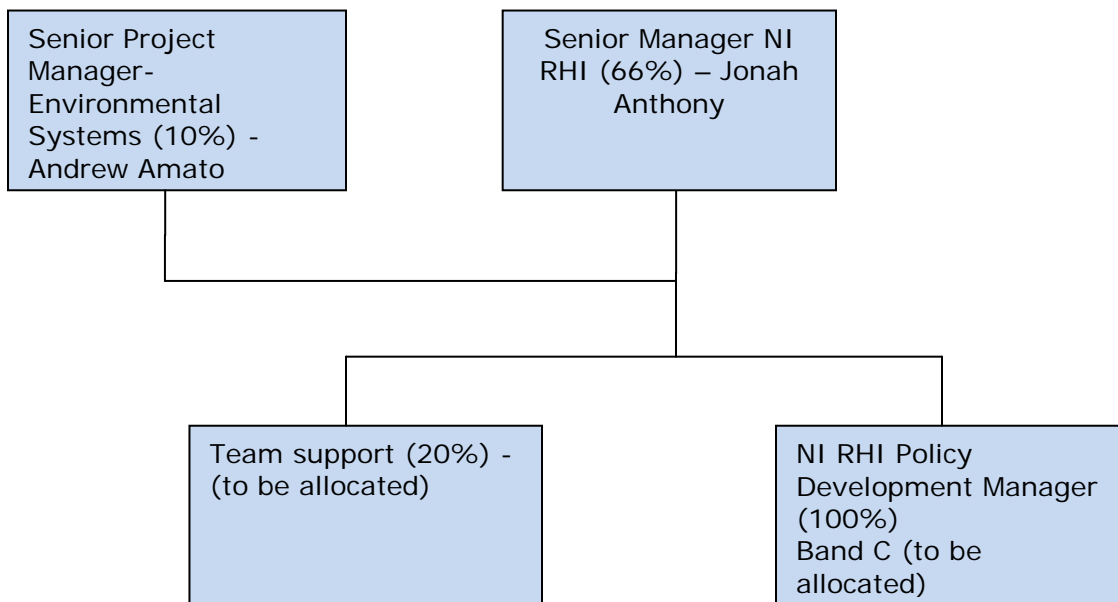 Senior Project
Manager-
Environmental
Systems (10%) -
Andrew Amato
Senior Manager NI
RHI (66%) – Jonah
Anthony
Team support (20%) -
(to be allocated)
NI RHI Policy
Development Manager
(100%)
Band C (to be
allocated)